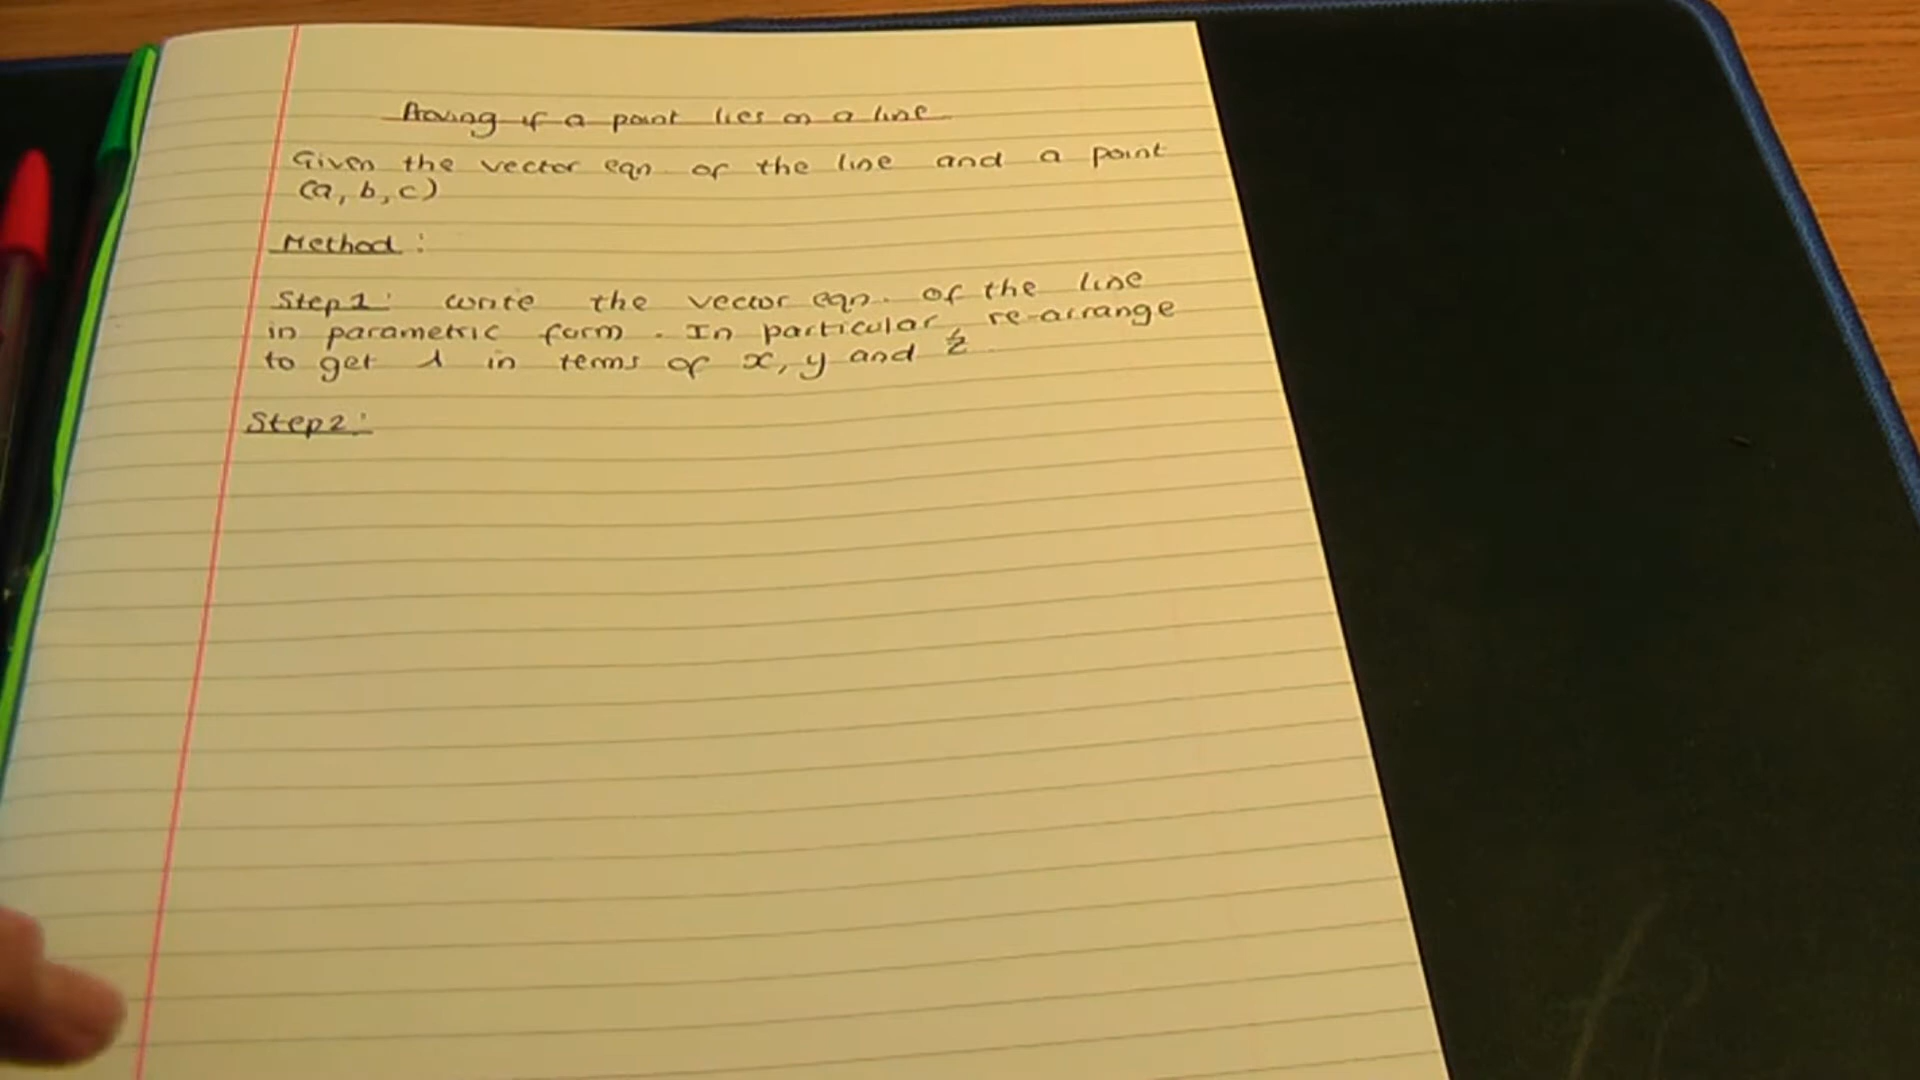 Proving if a point lies on a line
Given the vector eqn. of the line and a point
(a, b, c)
Method:
Step 1: write the vector eqn. of the line
in parametric form. In particular, re-arrange
to get λ in terms of x, y and z
Step 2: